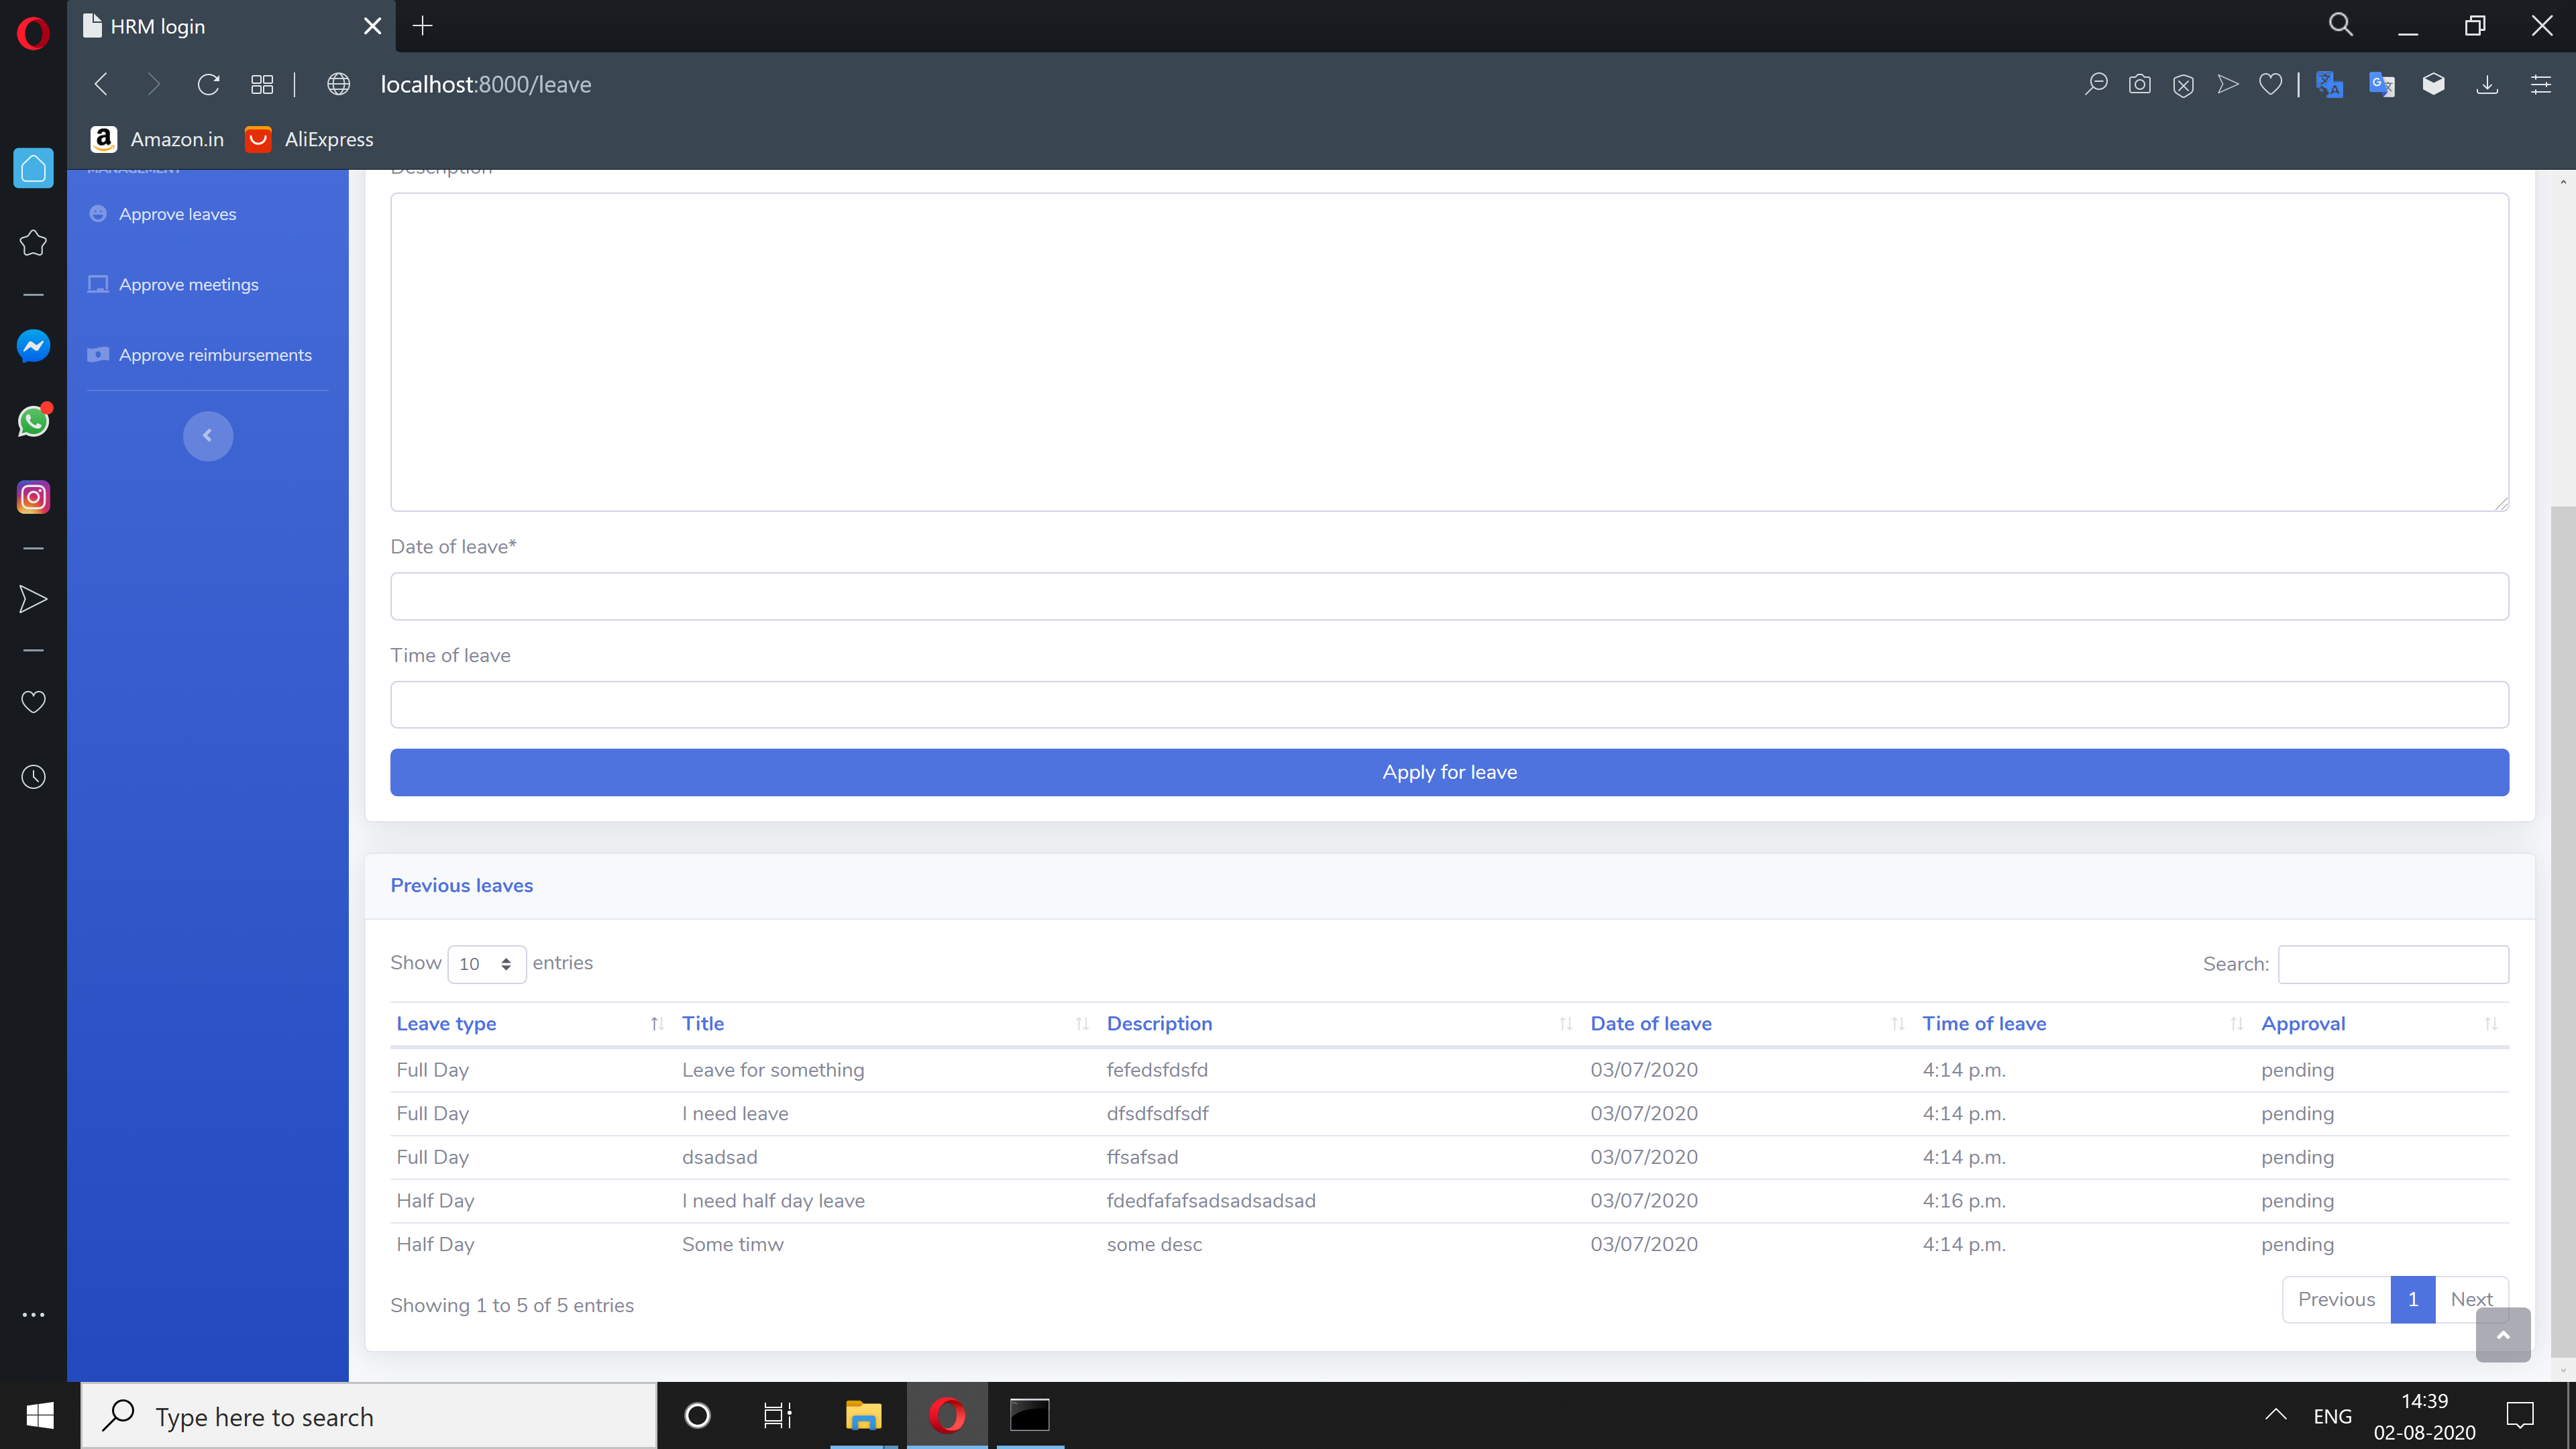 HRM login
localhost:8000/leave
Amazon.in
AliExpress
MANAGEMENT
Approve leaves
Approve meetings
Approve reimbursements
Description
Date of leave*
Time of leave
Apply for leave
Previous leaves
Show 10 entries
Search:
Leave type Title Description Date of leave Time of leave Approval
Full Day Leave for something fefedsfdsfd 03/07/2020 4:14 p.m. pending
Full Day I need leave dfsdfsdfsdf 03/07/2020 4:14 p.m. pending
Full Day dsadsad ffsafsad 03/07/2020 4:14 p.m. pending
Half Day I need half day leave fdedfafafsadsadsadsad 03/07/2020 4:16 p.m. pending
Half Day Some timw some desc 03/07/2020 4:14 p.m. pending
Showing 1 to 5 of 5 entries
Previous 1 Next
Type here to search
ENG
14:39
02-08-2020